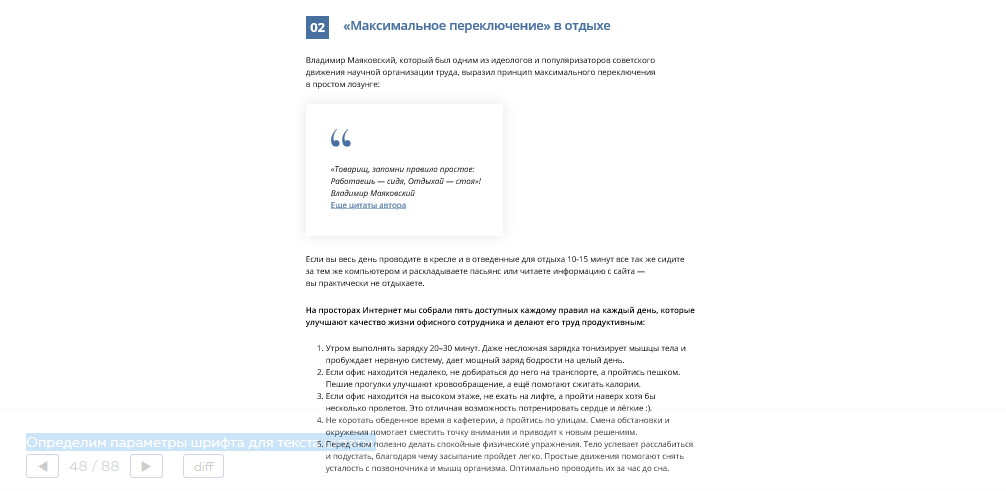 02 «Максимальное переключение» в отдыхе
Владимир Маяковский, который был одним из идеологов и популяризаторов советского
движения научной организации труда, выразил принцип максимального переключения
в простом лозунге:
“
«Товарищ, запомни правило простое:
Работаешь — сидя, Отдыхай — стоя»!
Владимир Маяковский
Еще цитаты автора
Если вы весь день проводите в кресле и в отведенные для отдыха 10-15 минут все так же сидите
за тем же компьютером и раскладываете пасьянс или читаете информацию с сайта —
вы практически не отдыхаете.
На просторах Интернет мы собрали пять доступных каждому правил на каждый день, которые
улучшают качество жизни офисного сотрудника и делают его труд продуктивным:
1. Утром выполнять зарядку 20–30 минут. Даже несложная зарядка тонизирует мышцы тела и
пробуждает нервную систему, дает мощный заряд бодрости на целый день.
2. Если офис находится недалеко, не добираться до него на транспорте, а пройтись пешком.
Пешие прогулки улучшают кровообращение, а ещё помогают сжигать калории.
3. Если офис находится на высоком этаже, не ехать на лифте, а пройти наверх хотя бы
несколько пролетов. Это отличная возможность потренировать сердце и лёгкие :).
4. Не коротать обеденное время в кафетерии, а пройтись по улицам. Смена обстановки и
окружения помогает сместить точку внимания и приводит к новым решениям.
5. Перед сном полезно делать спокойные физические упражнения. Тело успевает расслабиться
и подустать, благодаря чему засыпание пройдет легко. Простые движения помогают снять
усталость с позвоночника и мышц организма. Оптимально проводить их за час до сна.
Определим параметры шрифта для текста
48 / 88
diff